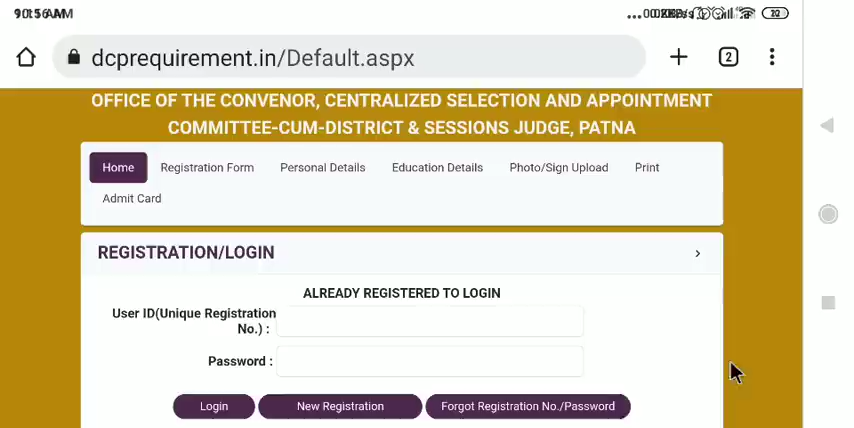 dcprequirement.in/Default.aspx
2
OFFICE OF THE CONVENOR, CENTRALIZED SELECTION AND APPOINTMENT
COMMITTEE-CUM-DISTRICT & SESSIONS JUDGE, PATNA
Home Registration Form Personal Details Education Details Photo/Sign Upload Print
Admit Card
REGISTRATION/LOGIN
ALREADY REGISTERED TO LOGIN
User ID(Unique Registration
No.) :
Password :
Login New Registration Forgot Registration No./Password